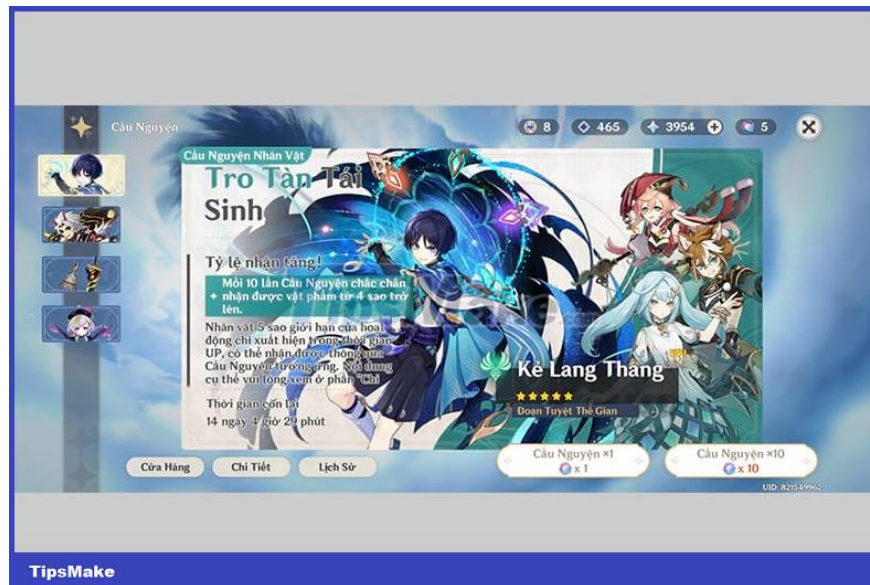 Cầu Nguyện
8
465
3954
5
Cầu Nguyện Nhân Vật
Tro Tàn Tái
Sinh
Tỷ lệ nhận tăng!
Mỗi 10 lần Cầu Nguyện chắc chắn
nhận được vật phẩm từ 4 sao trở
lên.
Nhân vật 5 sao giới hạn của hoạt
động chỉ xuất hiện trong thời gian
UP, có thể nhận được thông qua
Cầu Nguyện tương ứng. Nội dung
cụ thể vui lòng xem ở phần "Chi
Thời gian còn lại
14 ngày 4 giờ 29 phút
TipsMake
UP!
Kẻ Lang Thang
Đoạn Tuyệt Thế Gian
Cửa Hàng
Chi Tiết
Lịch Sử
Cầu Nguyện ×1
x 1
Cầu Nguyện ×10
x 10
UID: 821549962
TipsMake